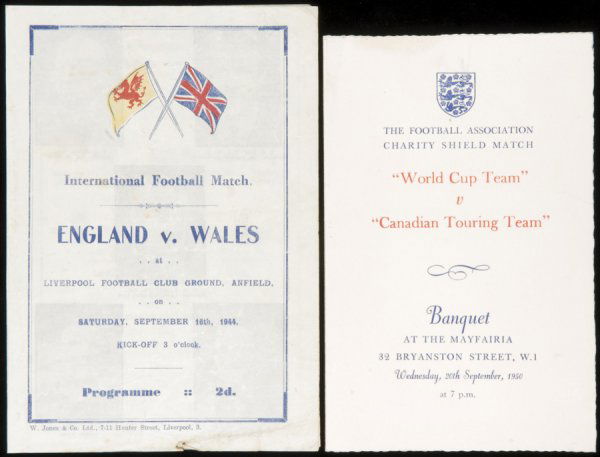 International Football Match.
ENGLAND v. WALES
. . at . .
LIVERPOOL FOOTBALL CLUB GROUND, ANFIELD,
. . on . .
SATURDAY, SEPTEMBER 16th, 1944.
KICK-OFF 3 o'clock.
Programme :: 2d.
W. Jones & Co. Ltd., 7-11 Hunter Street, Liverpool, 3.
THE FOOTBALL ASSOCIATION
CHARITY SHIELD MATCH
"World Cup Team"
v
"Canadian Touring Team"
Banquet
AT THE MAYFAIRIA
32 BRYANSTON STREET, W.1
Wednesday, 20th September, 1950
at 7 p.m.